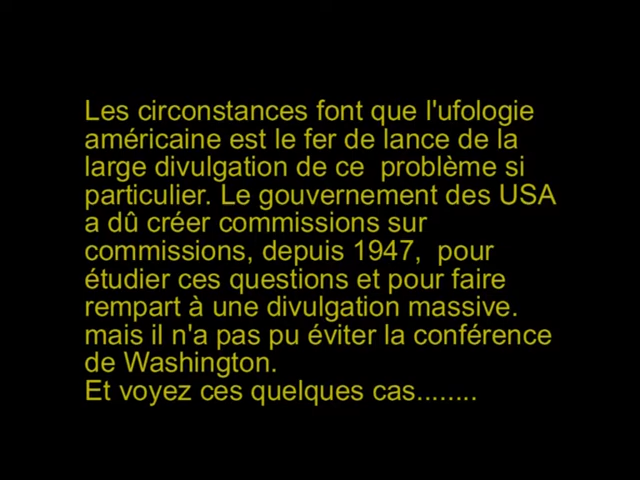 Les circonstances font que l'ufologie
américaine est le fer de lance de la
large divulgation de ce  problème si
particulier. Le gouvernement des USA
a dû créer commissions sur
commissions, depuis 1947,  pour
étudier ces questions et pour faire
rempart à une divulgation massive.
mais il n'a pas pu éviter la conférence
de Washington.
Et voyez ces quelques cas........